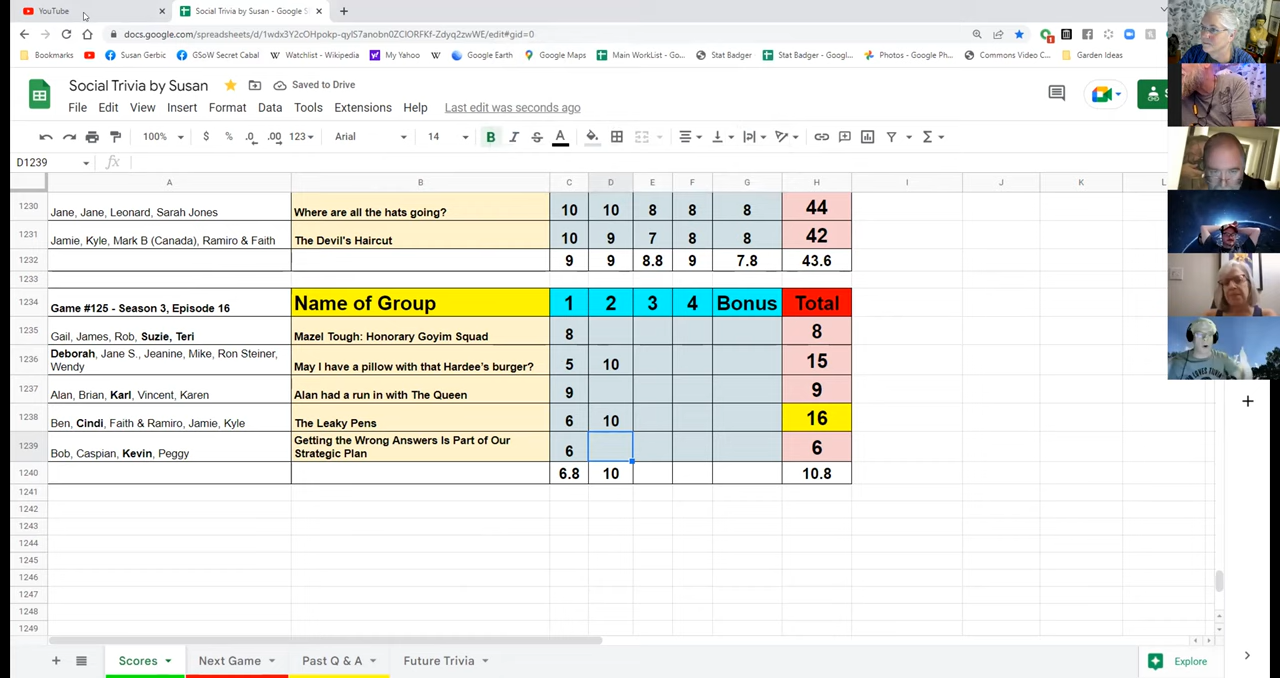 YouTube
Social Trivia by Susan - Google S
docs.google.com/spreadsheets/d/1wdx3Y2cOHpokp-qylS7anobn0ZClORFKf-Zdyq2zwWE/edit#gid=0
Bookmarks
Susan Gerbic
GSoW Secret Cabal
Watchlist - Wikipedia
My Yahoo
Google Earth
Google Maps
Main WorkList - Go...
Stat Badger
Stat Badger - Googl...
Photos - Google Ph...
Commons Video C...
Garden Ideas
Social Trivia by Susan
Saved to Drive
File Edit View Insert Format Data Tools Extensions Help Last edit was seconds ago
100% $ % .0 .00 123 Arial 14 B I S A
D1239 fx
A B C D E F G H I J K
1230 Jane, Jane, Leonard, Sarah Jones Where are all the hats going? 10 10 8 8 8 44
1231 Jamie, Kyle, Mark B (Canada), Ramiro & Faith The Devil's Haircut 10 9 7 8 8 42
1232 9 9 8.8 9 7.8 43.6
1233
1234 Game #125 - Season 3, Episode 16 Name of Group 1 2 3 4 Bonus Total
1235 Gail, James, Rob, Suzie, Teri Mazel Tough: Honorary Goyim Squad 8 8
1236 Deborah, Jane S., Jeanine, Mike, Ron Steiner, Wendy May I have a pillow with that Hardee's burger? 5 10 15
1237 Alan, Brian, Karl, Vincent, Karen Alan had a run in with The Queen 9 9
1238 Ben, Cindi, Faith & Ramiro, Jamie, Kyle The Leaky Pens 6 10 16
1239 Bob, Caspian, Kevin, Peggy Getting the Wrong Answers Is Part of Our Strategic Plan 6 6
1240 6.8 10 10.8
1241
1242
1243
1244
1245
1246
1247
1248
1249
Scores Next Game Past Q & A Future Trivia Explore